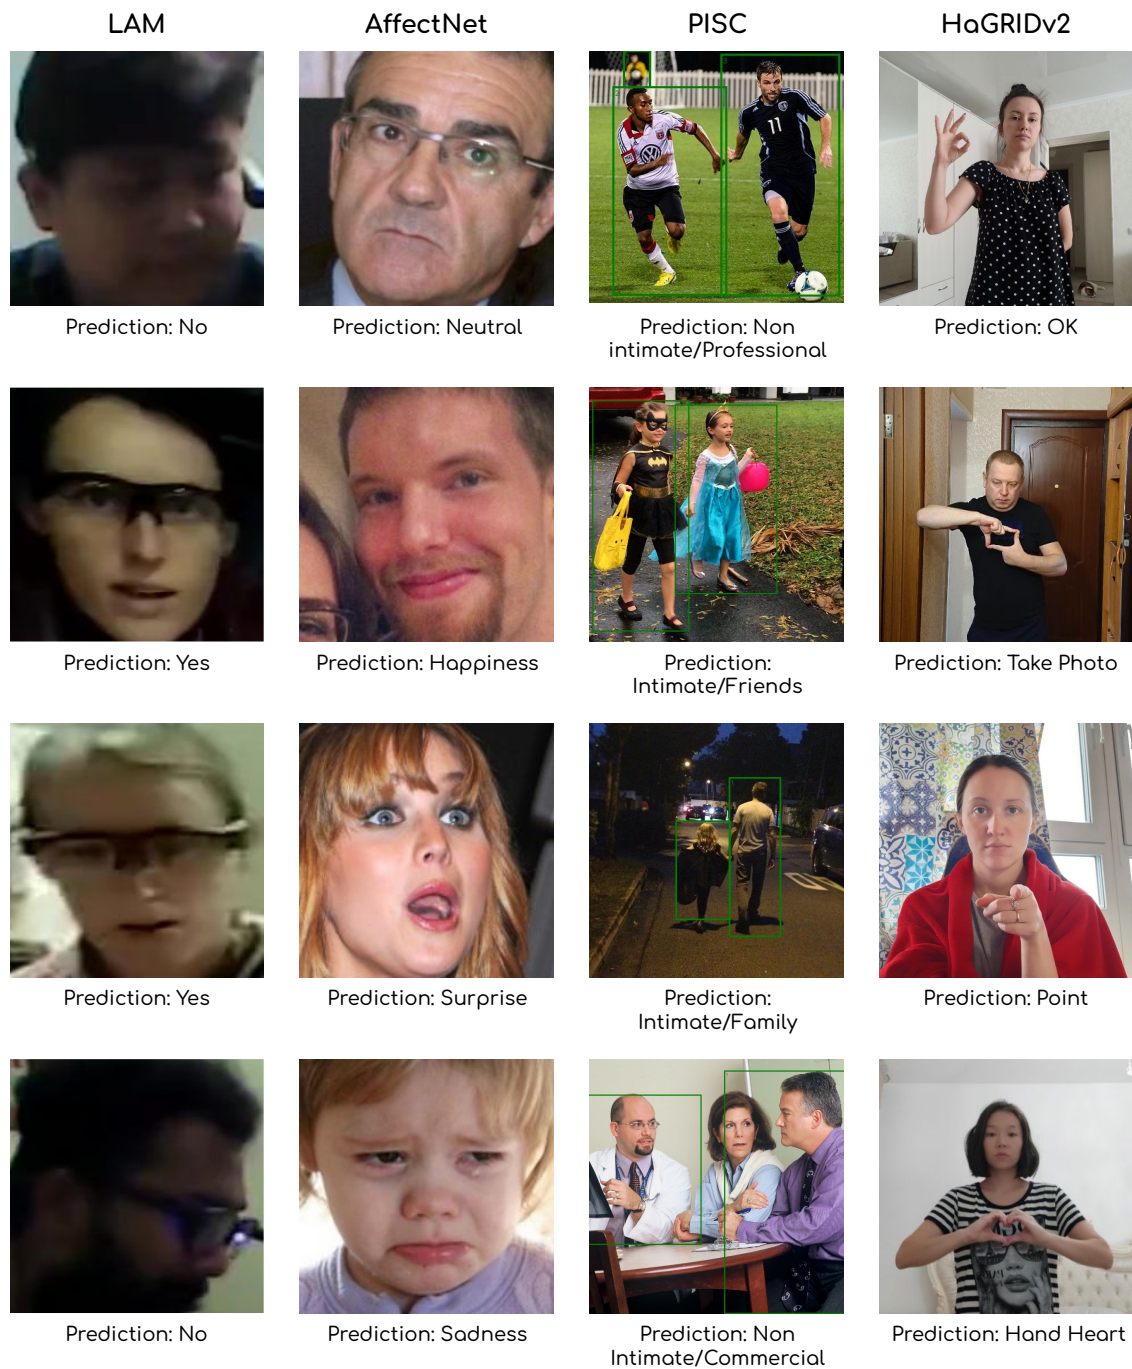 LAM
AffectNet
PISC
HaGRIDv2
11
Prediction: No
Prediction: Neutral
Prediction: Non
intimate/Professional
Prediction: OK
Prediction: Yes
Prediction: Happiness
Prediction:
Intimate/Friends
Prediction: Take Photo
Prediction: Yes
Prediction: Surprise
Prediction:
Intimate/Family
Prediction: Point
Prediction: No
Prediction: Sadness
Prediction: Non
Intimate/Commercial
Prediction: Hand Heart